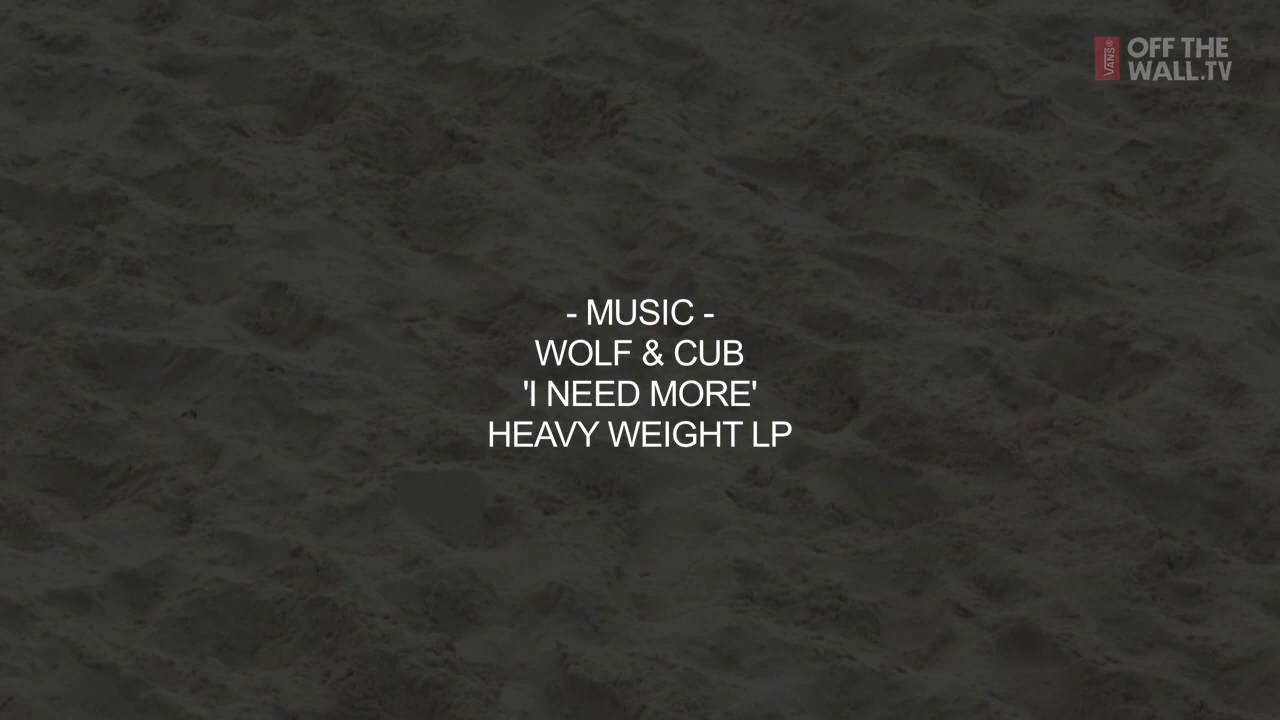 VANS
OFF THE
WALL.TV
- MUSIC -
WOLF & CUB
'I NEED MORE'
HEAVY WEIGHT LP